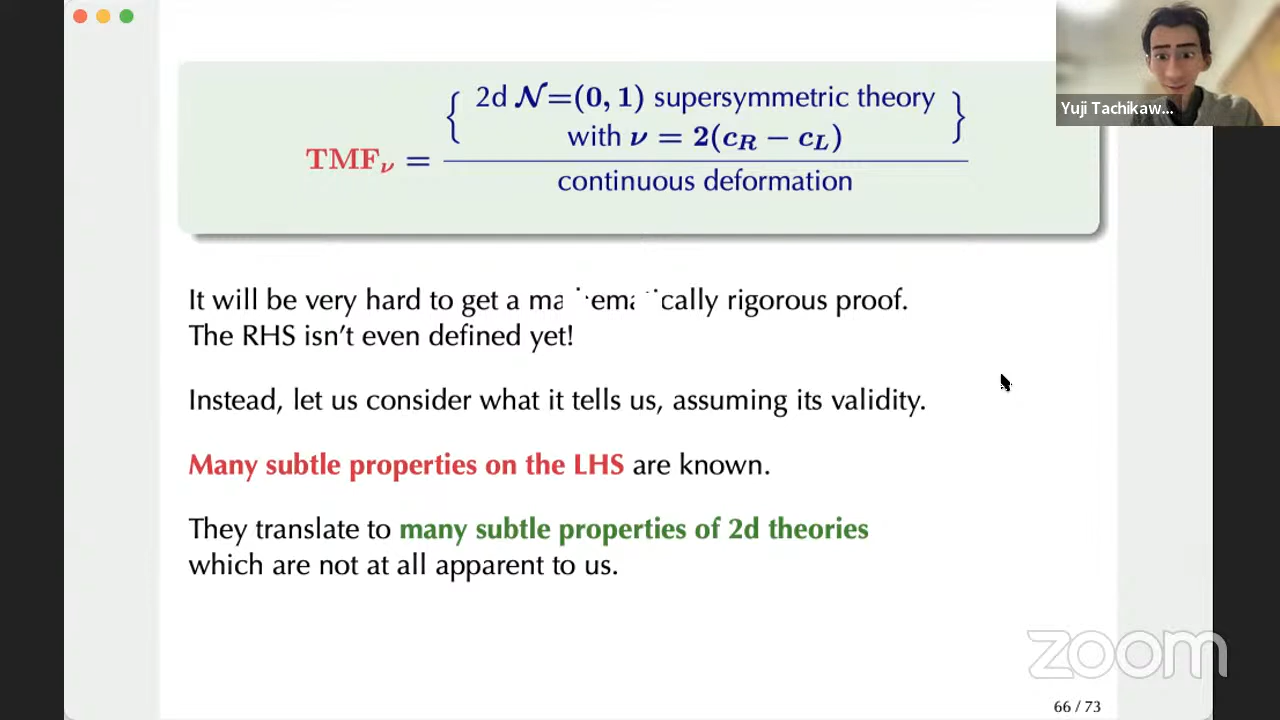 Yuji Tachikaw...
2d 𝒩=(0, 1) supersymmetric theory
with ν = 2(c_R − c_L)
TMF_ν =
continuous deformation
It will be very hard to get a ma ema cally rigorous proof.
The RHS isn't even defined yet!
Instead, let us consider what it tells us, assuming its validity.
Many subtle properties on the LHS are known.
They translate to many subtle properties of 2d theories
which are not at all apparent to us.
zoom
66 / 73